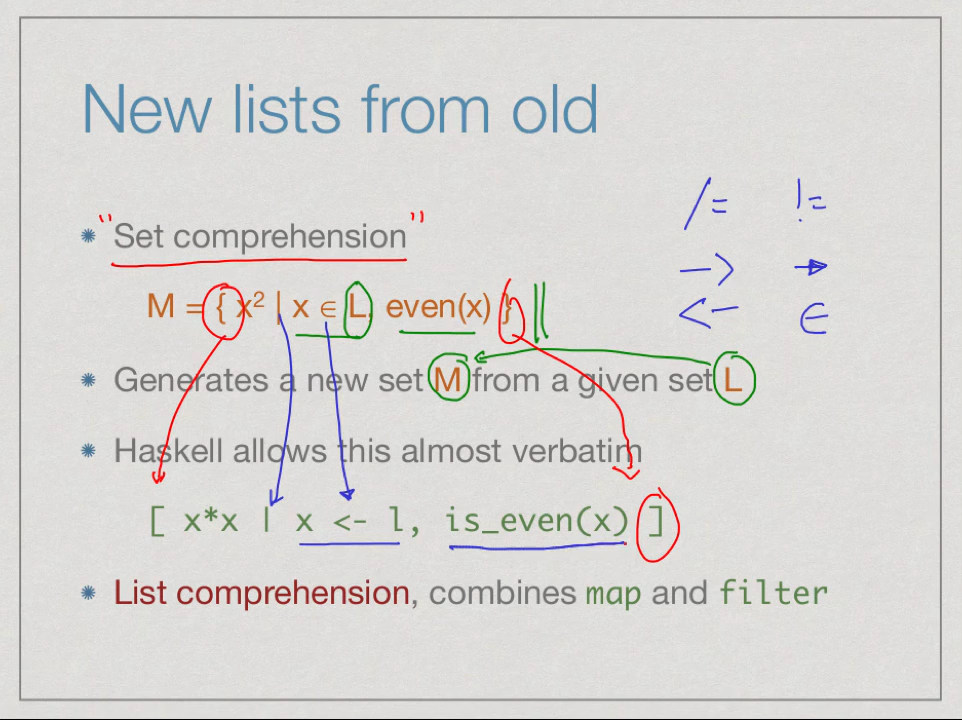 New lists from old
"Set comprehension"
/= !=
M = { x² | x ∈ L, even(x) }
-> →
<- ∈
Generates a new set M from a given set L
Haskell allows this almost verbatim
[ x*x | x <- l, is_even(x) ]
List comprehension, combines map and filter